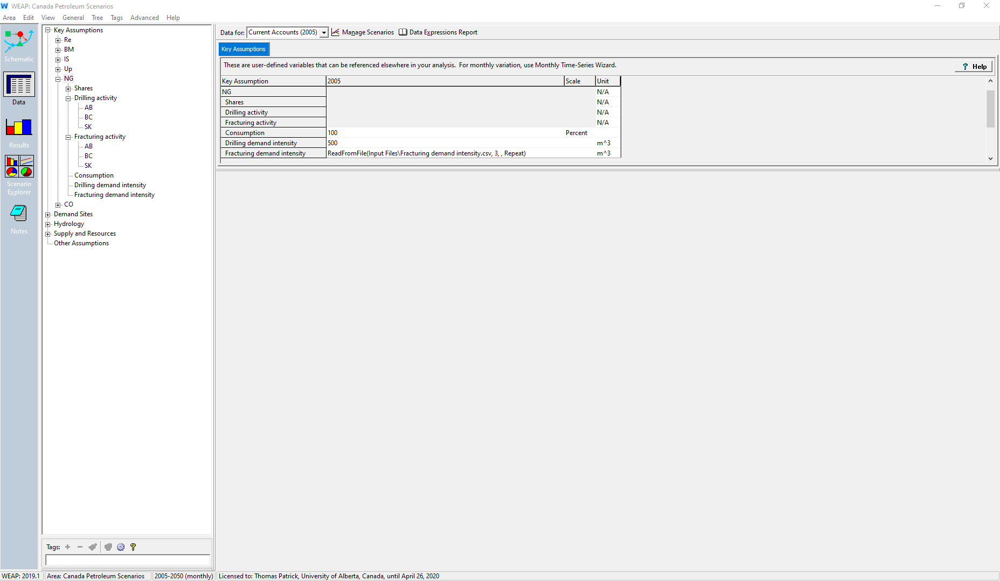 WEAP: Canada Petroleum Scenarios
Area Edit View General Tree Tags Advanced Help
Schematic
Data
Results
Scenario
Explorer
Notes
Key Assumptions
Re
BM
IS
Up
NG
Shares
Drilling activity
AB
BC
SK
Fracturing activity
AB
BC
SK
Consumption
Drilling demand intensity
Fracturing demand intensity
CO
Demand Sites
Hydrology
Supply and Resources
Other Assumptions
Tags:
Data for: Current Accounts (2005) Manage Scenarios Data Expressions Report
Key Assumptions
These are user-defined variables that can be referenced elsewhere in your analysis. For monthly variation, use Monthly Time-Series Wizard.
? Help
Key Assumption 2005 Scale Unit
NG N/A
Shares N/A
Drilling activity N/A
Fracturing activity N/A
Consumption 100 Percent
Drilling demand intensity 500 m^3
Fracturing demand intensity ReadFromFile(Input Files\Fracturing demand intensity.csv, 3, , Repeat) m^3
WEAP: 2019.1 Area: Canada Petroleum Scenarios 2005-2050 (monthly) Licensed to: Thomas Patrick, University of Alberta, Canada, until April 26, 2020